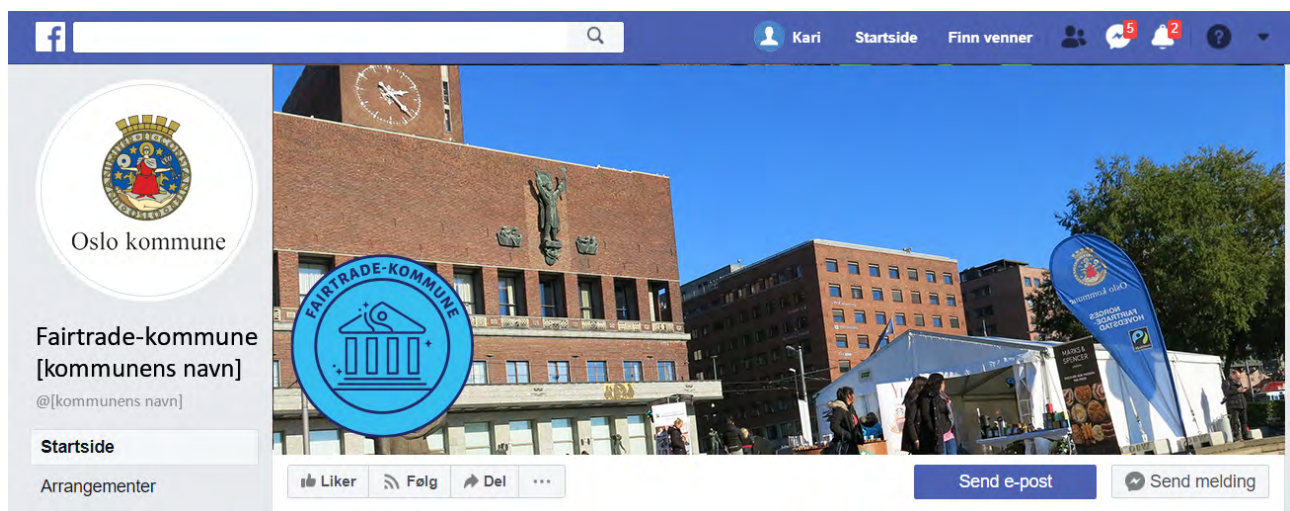 Kari
Startside
Finn venner
5
2
Oslo kommune
Fairtrade-kommune
[kommunens navn]
@[kommunens navn]
Startside
Arrangementer
FAIRTRADE-KOMMUNE
Oslo kommune
NORGES
FAIRTRADE-
HOVEDSTAD
MARKS &
SPENCER
Liker
Følg
Del
Send e-post
Send melding